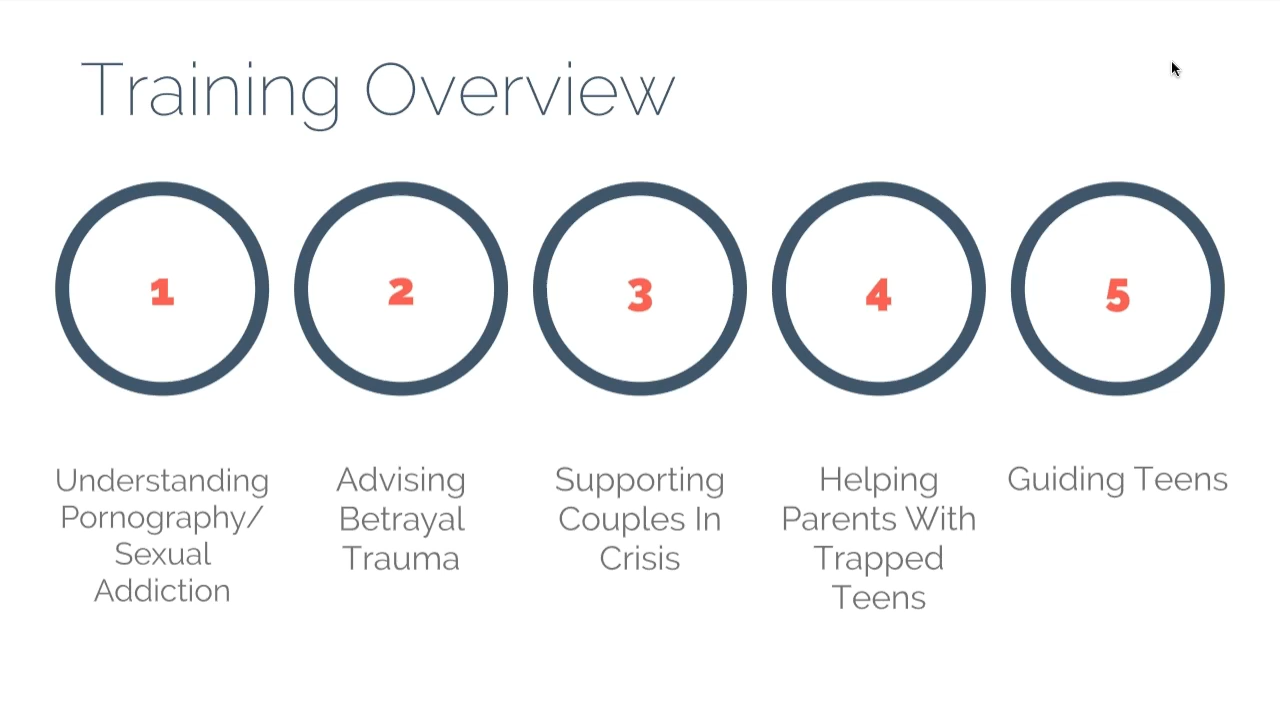 Training Overview
1
2
3
4
5
Understanding
Pornography/
Sexual
Addiction
Advising
Betrayal
Trauma
Supporting
Couples In
Crisis
Helping
Parents With
Trapped
Teens
Guiding Teens